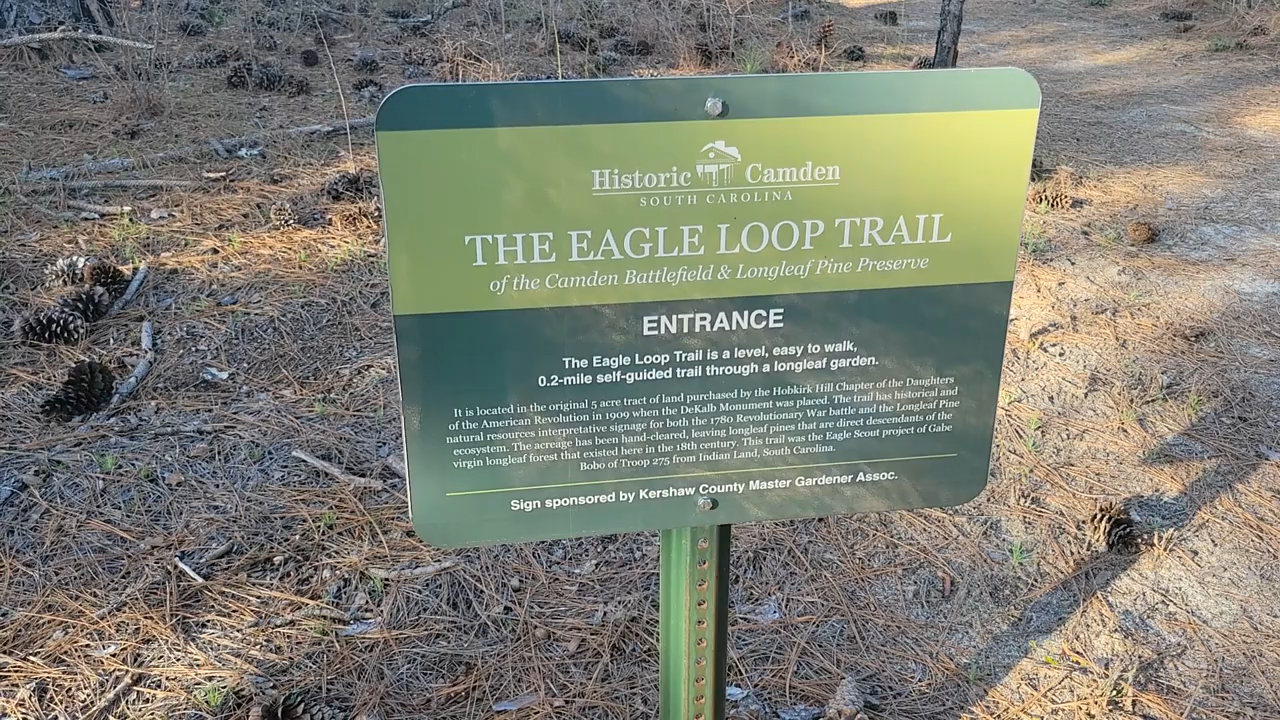 Historic Camden
SOUTH CAROLINA
THE EAGLE LOOP TRAIL
of the Camden Battlefield & Longleaf Pine Preserve
ENTRANCE
The Eagle Loop Trail is a level, easy to walk,
0.2-mile self-guided trail through a longleaf garden.
It is located in the original 5 acre tract of land purchased by the Hobkirk Hill Chapter of the Daughters
of the American Revolution in 1909 when the DeKalb Monument was placed. The trail has historical and
natural resources interpretative signage for both the 1780 Revolutionary War battle and the Longleaf Pine
ecosystem. The acreage has been hand-cleared, leaving longleaf pines that are direct descendants of the
virgin longleaf forest that existed here in the 18th century. This trail was the Eagle Scout project of Gabe
Bobo of Troop 275 from Indian Land, South Carolina.
Sign sponsored by Kershaw County Master Gardener Assoc.